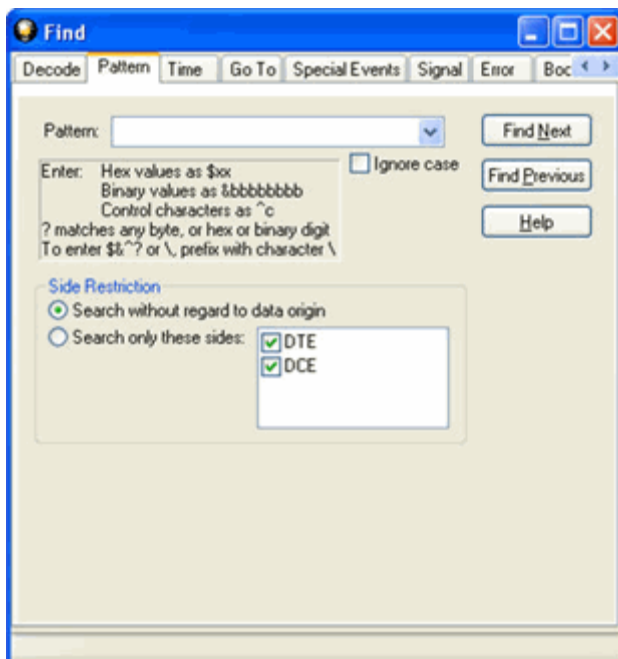 Find
Decode Pattern Time Go To Special Events Signal Error
Pattern:
Find Next
Ignore case
Enter: Hex values as $xx
Binary values as &bbbbbbbb
Control characters as ^c
? matches any byte, or hex or binary digit
To enter $&^? or \, prefix with character \
Find Previous
Help
Side Restriction
Search without regard to data origin
Search only these sides:
DTE
DCE